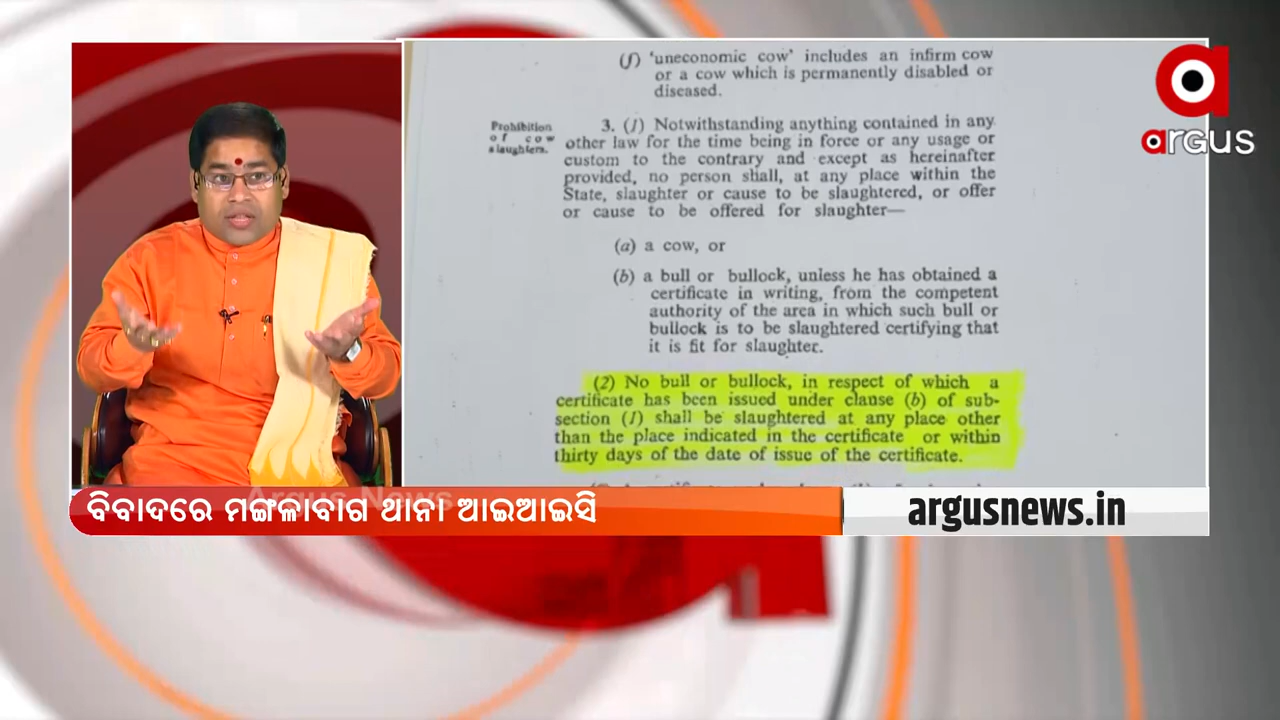 (f) 'uneconomic cow' includes an infirm cow
or a cow which is permanently disabled or
diseased.
Prohibition
of cow
slaughters.
3. (1) Notwithstanding anything contained in any
other law for the time being in force or any usage or
custom to the contrary and except as hereinafter
provided, no person shall, at any place within the
State, slaughter or cause to be slaughtered, or offer
or cause to be offered for slaughter—
(a) a cow, or
(b) a bull or bullock, unless he has obtained a
certificate in writing, from the competent
authority of the area in which such bull or
bullock is to be slaughtered certifying that
it is fit for slaughter.
(2) No bull or bullock, in respect of which a
certificate has been issued under clause (b) of sub-
section (1) shall be slaughtered at any place other
than the place indicated in the certificate or within
thirty days of the date of issue of the certificate.
argus
Argus News
ବିବାଦରେ ମଙ୍ଗଳାବାଗ ଥାନା ଆଇଆଇସି
argusnews.in